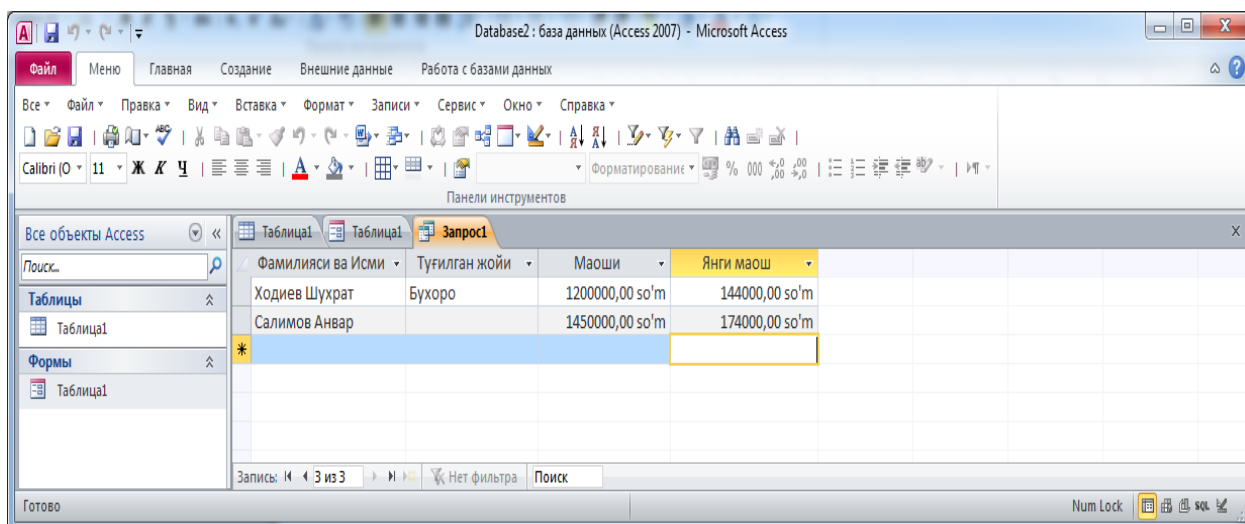 Database2 : база данных (Access 2007) - Microsoft Access
Файл Меню Главная Создание Внешние данные Работа с базами данных
Все Файл Правка Вид Вставка Формат Записи Сервис Окно Справка
Calibri (О 11 Ж К Ч Форматирование % 000
Панели инструментов
Все объекты Access Таблица1 Таблица1 Запрос1
Поиск... Фамилияси ва Исми Туғилган жойи Маоши Янги маош
Таблицы Ходиев Шухрат Бухоро 1200000,00 so'm 144000,00 so'm
Таблица1 Салимов Анвар 1450000,00 so'm 174000,00 so'm
Формы
Таблица1
Запись: 3 из 3 Нет фильтра Поиск
Готово Num Lock SQL